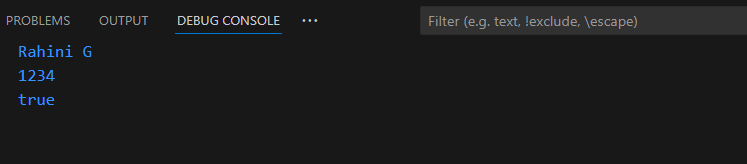 PROBLEMS OUTPUT DEBUG CONSOLE ••• Filter (e.g. text, !exclude, \escape)
Rahini G
1234
true